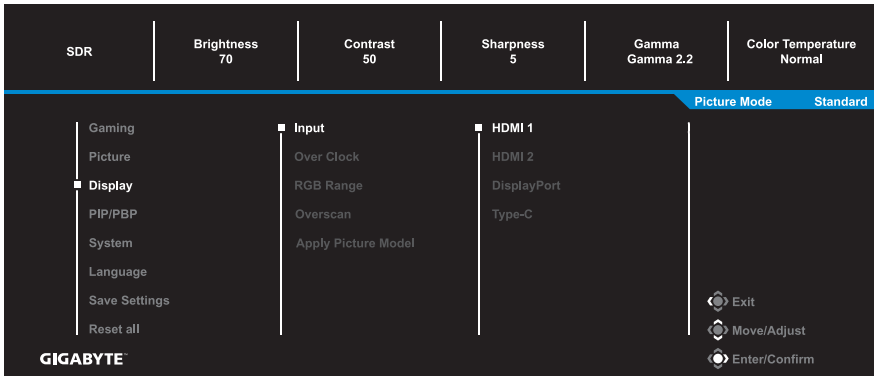 SDR
Brightness
70
Contrast
50
Sharpness
5
Gamma
Gamma 2.2
Color Temperature
Normal
Picture Mode Standard
Gaming
Picture
Display
PIP/PBP
System
Language
Save Settings
Reset all
Input
Over Clock
RGB Range
Overscan
Apply Picture Model
HDMI 1
HDMI 2
DisplayPort
Type-C
Exit
Move/Adjust
Enter/Confirm
GIGABYTE™